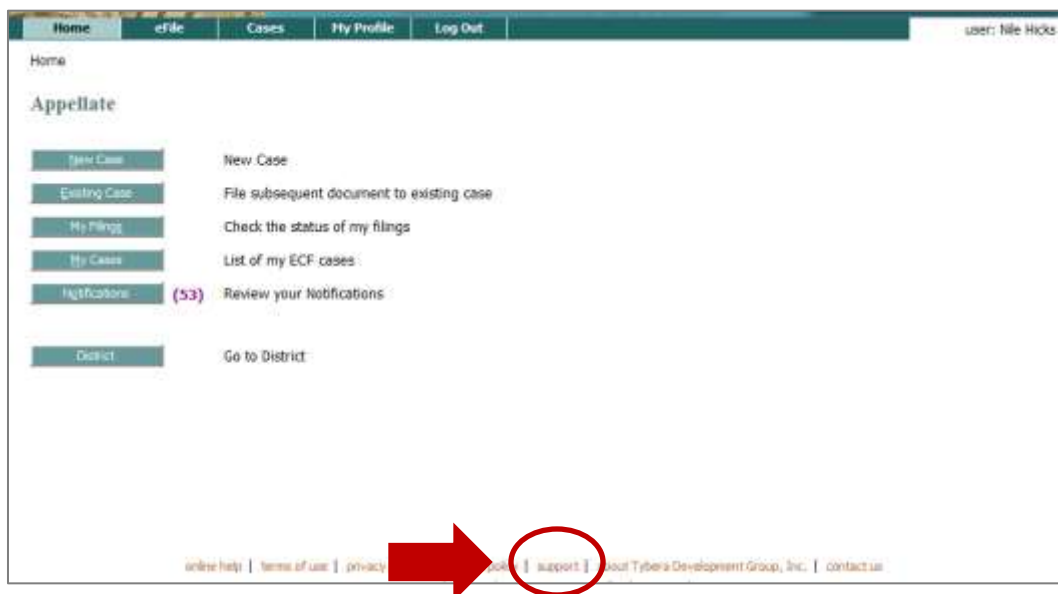 Home eFile Cases My Profile Log Out user: Nile Hicks
Home
Appellate
New Case New Case
Existing Case File subsequent document to existing case
My Filings Check the status of my filings
My Cases List of my ECF cases
Notifications (53) Review your Notifications
District Go to District
online help | terms of use | privacy policy | support | about Tybera Development Group, Inc. | contact us